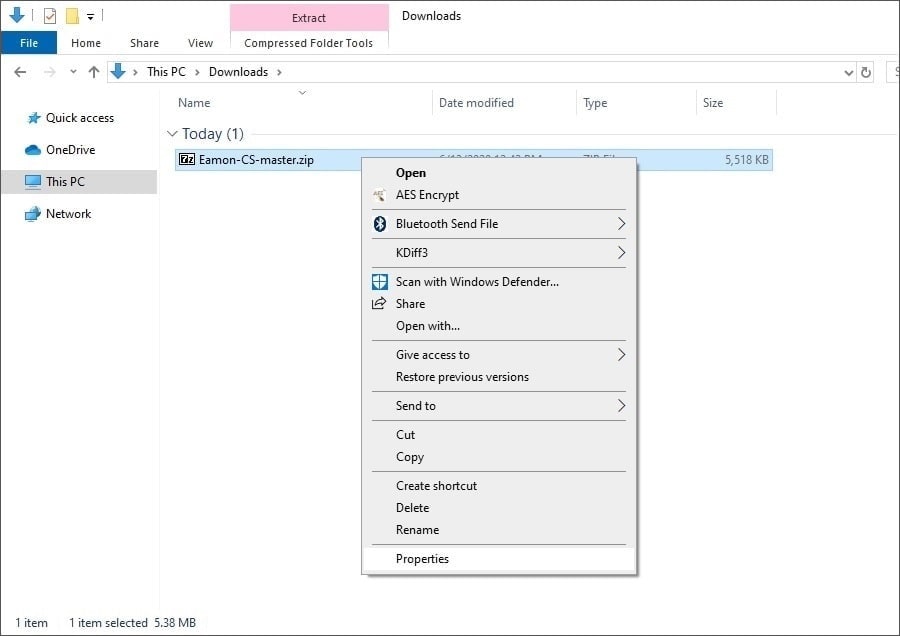 Extract
Downloads
File
Home
Share
View
Compressed Folder Tools
This PC
Downloads
Name
Date modified
Type
Size
Quick access
OneDrive
This PC
Network
Today (1)
Eamon-CS-master.zip
5,518 KB
Open
AES Encrypt
Bluetooth Send File
KDiff3
Scan with Windows Defender...
Share
Open with...
Give access to
Restore previous versions
Send to
Cut
Copy
Create shortcut
Delete
Rename
Properties
1 item
1 item selected 5.38 MB